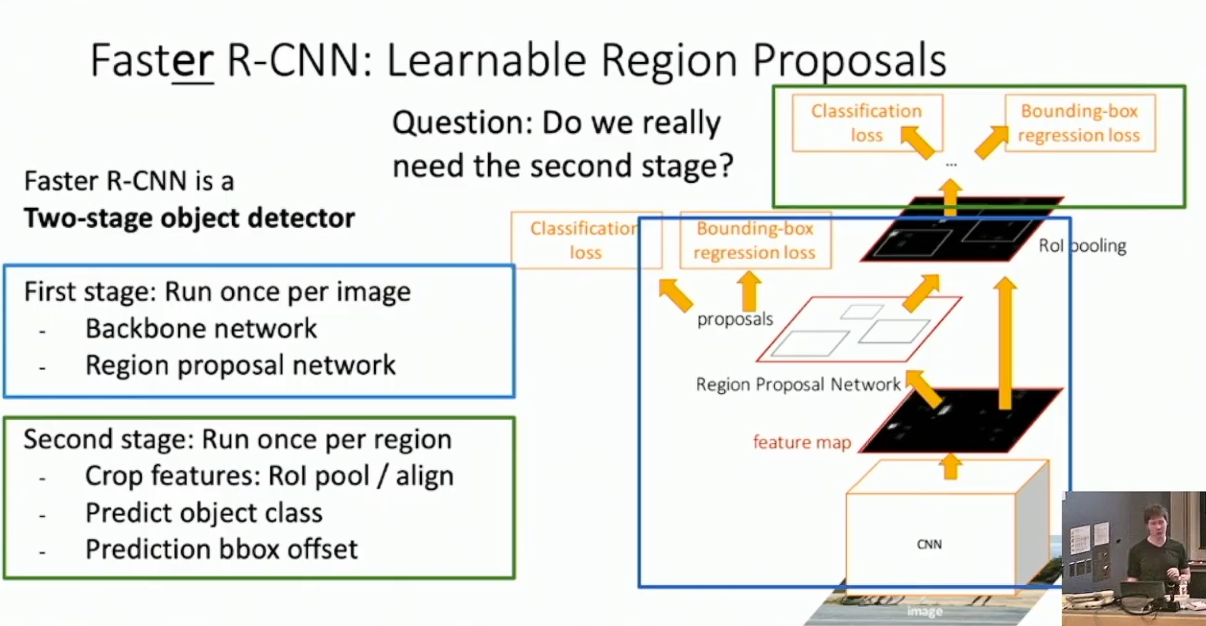 Faster R-CNN: Learnable Region Proposals
Question: Do we really
need the second stage?
Faster R-CNN is a
Two-stage object detector
First stage: Run once per image
- Backbone network
- Region proposal network
Second stage: Run once per region
- Crop features: RoI pool / align
- Predict object class
- Prediction bbox offset
Classification
loss
Bounding-box
regression loss
...
Classification
loss
Bounding-box
regression loss
RoI pooling
proposals
Region Proposal Network
feature map
CNN
image